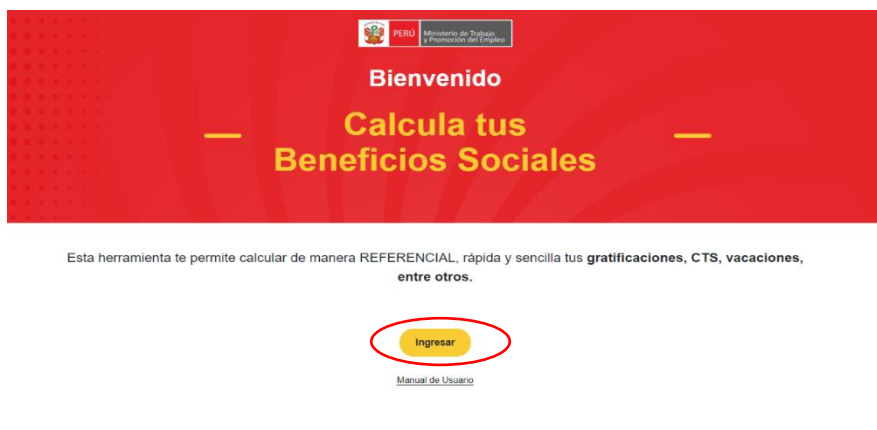 PERÚ
Ministerio de Trabajo
y Promoción del Empleo
Bienvenido
Calcula tus
Beneficios Sociales
Esta herramienta te permite calcular de manera REFERENCIAL, rápida y sencilla tus gratificaciones, CTS, vacaciones,
entre otros.
Ingresar
Manual de Usuario